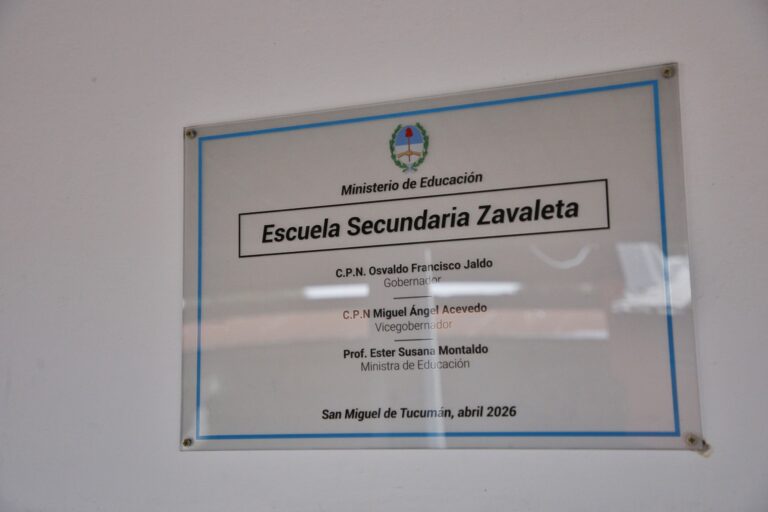 Ministerio de Educación
Escuela Secundaria Zavaleta
C.P.N. Osvaldo Francisco Jaldo
Gobernador
C.P.N Miguel Ángel Acevedo
Vicegobernador
Prof. Ester Susana Montaldo
Ministra de Educación
San Miguel de Tucumán, abril 2026